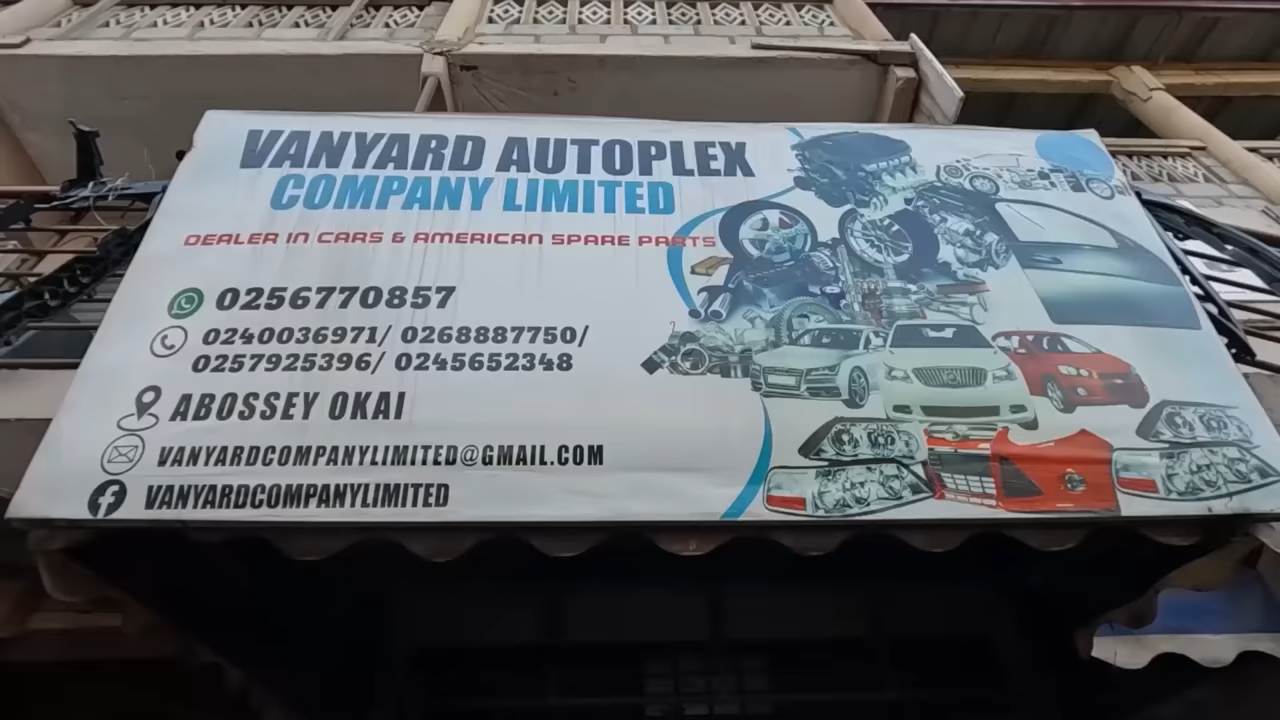 VANYARD AUTOPLEX
COMPANY LIMITED
DEALER IN CARS & AMERICAN SPARE PARTS
0256770857
0240036971/ 0268887750/
0257925396/ 0245652348
ABOSSEY OKAI
VANYARDCOMPANYLIMITED@GMAIL.COM
VANYARDCOMPANYLIMITED